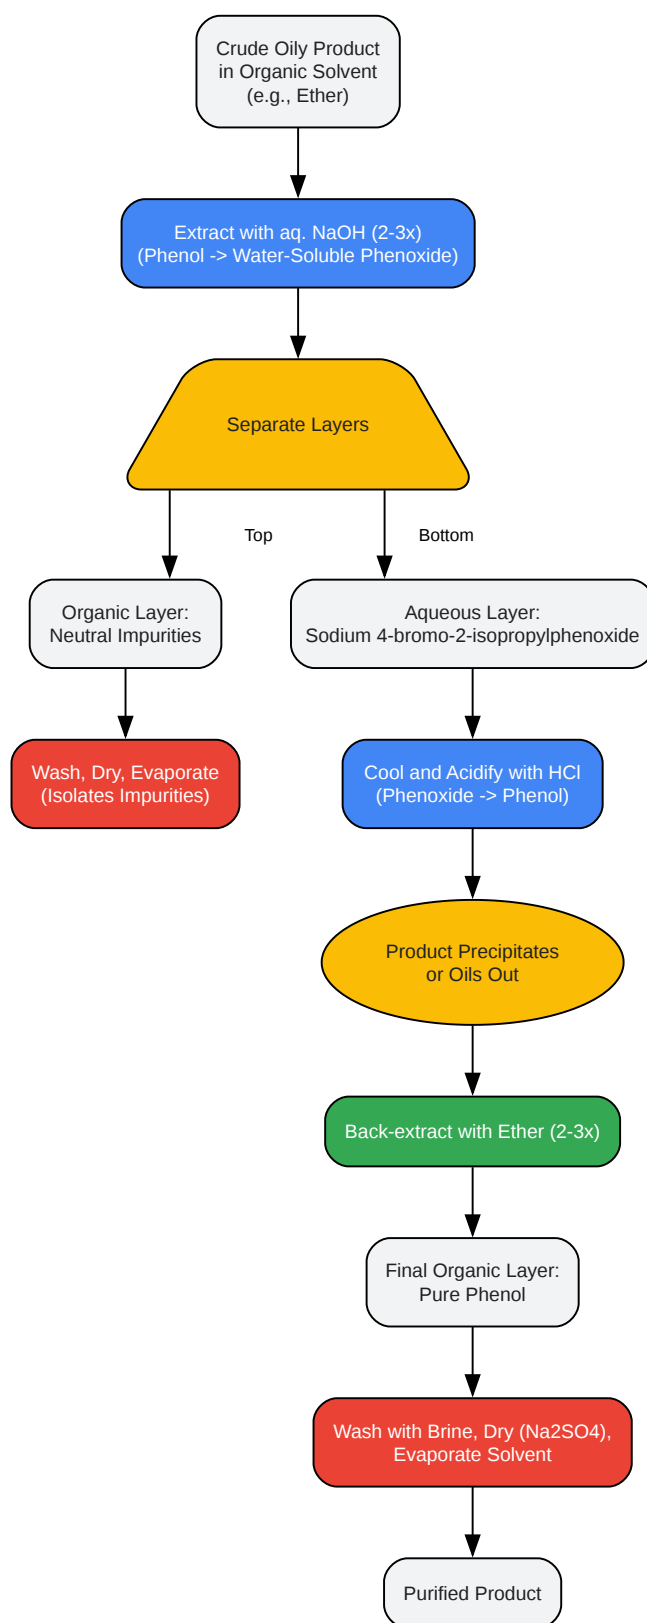 Crude Oily Product
in Organic Solvent
(e.g., Ether)
Extract with aq. NaOH (2-3x)
(Phenol -> Water-Soluble Phenoxide)
Separate Layers
Top
Bottom
Organic Layer:
Neutral Impurities
Aqueous Layer:
Sodium 4-bromo-2-isopropylphenoxide
Wash, Dry, Evaporate
(Isolates Impurities)
Cool and Acidify with HCl
(Phenoxide -> Phenol)
Product Precipitates
or Oils Out
Back-extract with Ether (2-3x)
Final Organic Layer:
Pure Phenol
Wash with Brine, Dry (Na2SO4),
Evaporate Solvent
Purified Product